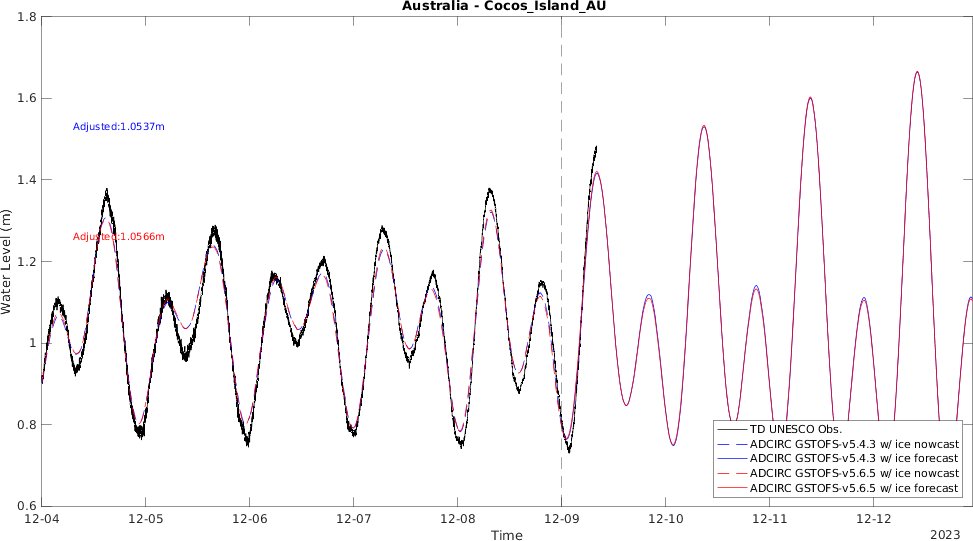 Australia - Cocos_Island_AU
1.8
1.6
1.4
1.2
1
0.8
0.6
Water Level (m)
Adjusted:1.0537m
Adjusted:1.0566m
TD UNESCO Obs.
ADCIRC GSTOFS-v5.4.3 w/ ice nowcast
ADCIRC GSTOFS-v5.4.3 w/ ice forecast
ADCIRC GSTOFS-v5.6.5 w/ ice nowcast
ADCIRC GSTOFS-v5.6.5 w/ ice forecast
12-04 12-05 12-06 12-07 12-08 12-09 12-10 12-11 12-12
Time
2023